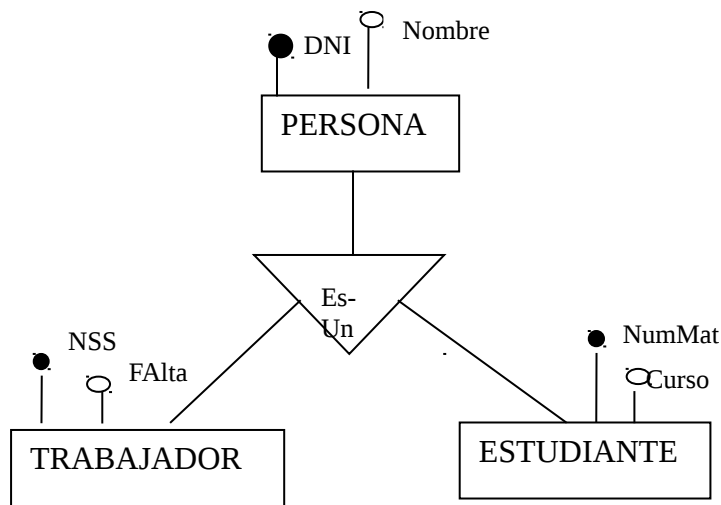 Nombre
DNI
PERSONA
Es-
Un
NSS
NumMat
FAlta
Curso
TRABAJADOR
ESTUDIANTE